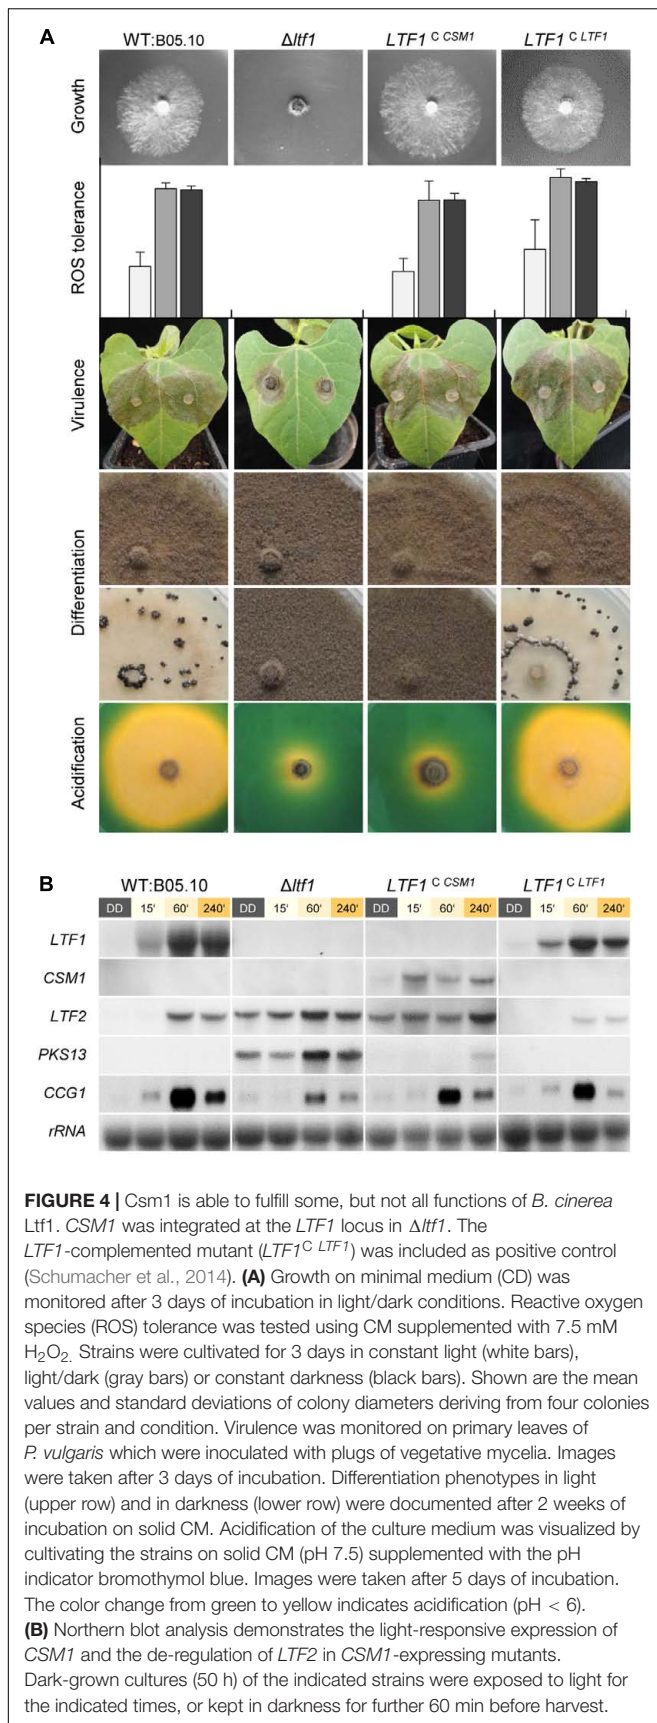 A
WT:B05.10 Δltf1 LTF1 C CSM1 LTF1 C LTF1
Growth
ROS tolerance
Virulence
Differentiation
Acidification
B
WT:B05.10 Δltf1 LTF1 C CSM1 LTF1 C LTF1
DD 15' 60' 240' DD 15' 60' 240' DD 15' 60' 240' DD 15' 60' 240'
LTF1
CSM1
LTF2
PKS13
CCG1
rRNA
FIGURE 4 | Csm1 is able to fulfill some, but not all functions of B. cinerea
Ltf1. CSM1 was integrated at the LTF1 locus in Δltf1. The
LTF1-complemented mutant (LTF1C LTF1) was included as positive control
(Schumacher et al., 2014). (A) Growth on minimal medium (CD) was
monitored after 3 days of incubation in light/dark conditions. Reactive oxygen
species (ROS) tolerance was tested using CM supplemented with 7.5 mM
H2O2. Strains were cultivated for 3 days in constant light (white bars),
light/dark (gray bars) or constant darkness (black bars). Shown are the mean
values and standard deviations of colony diameters deriving from four colonies
per strain and condition. Virulence was monitored on primary leaves of
P. vulgaris which were inoculated with plugs of vegetative mycelia. Images
were taken after 3 days of incubation. Differentiation phenotypes in light
(upper row) and in darkness (lower row) were documented after 2 weeks of
incubation on solid CM. Acidification of the culture medium was visualized by
cultivating the strains on solid CM (pH 7.5) supplemented with the pH
indicator bromothymol blue. Images were taken after 5 days of incubation.
The color change from green to yellow indicates acidification (pH < 6).
(B) Northern blot analysis demonstrates the light-responsive expression of
CSM1 and the de-regulation of LTF2 in CSM1-expressing mutants.
Dark-grown cultures (50 h) of the indicated strains were exposed to light for
the indicated times, or kept in darkness for further 60 min before harvest.